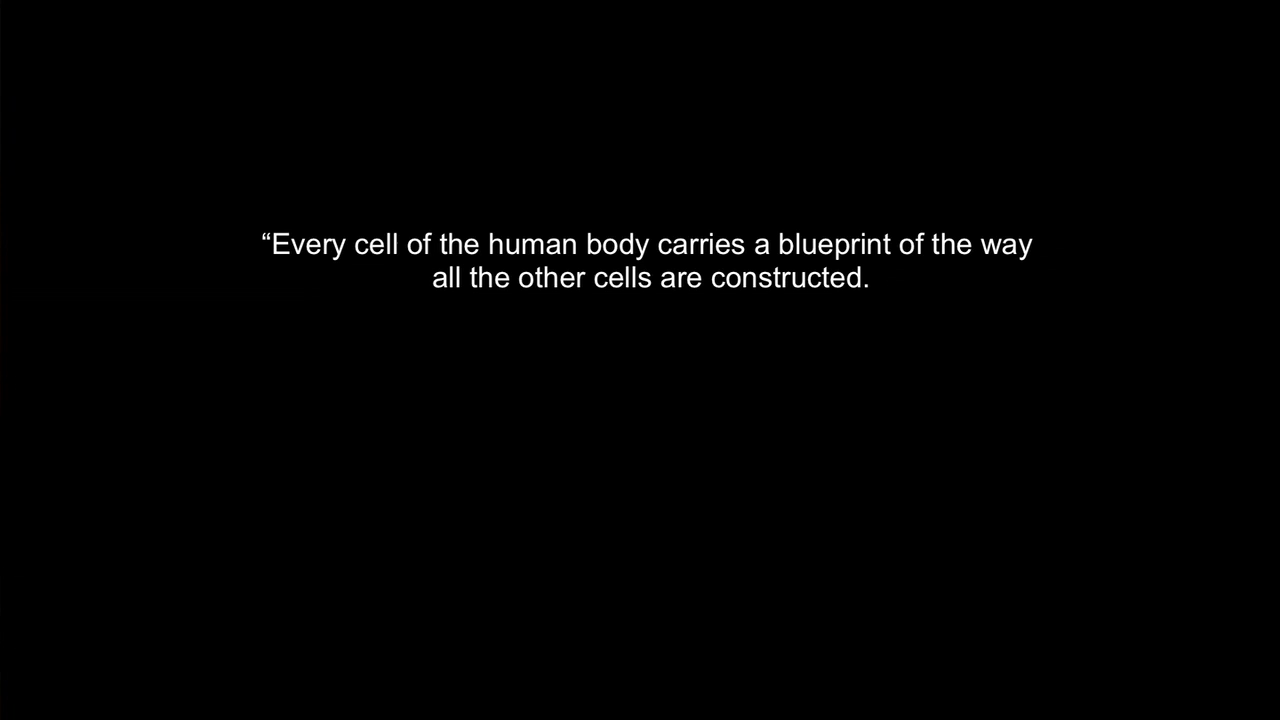 “Every cell of the human body carries a blueprint of the way
all the other cells are constructed.